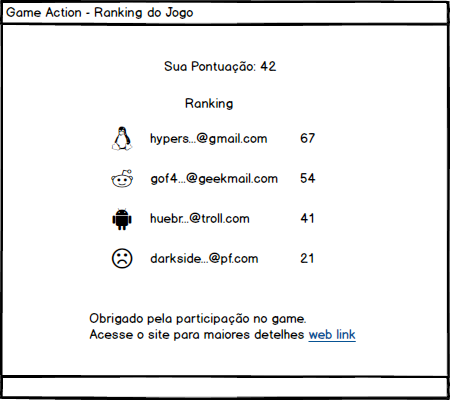 Game Action - Ranking do Jogo
Sua Pontuação: 42
Ranking
hypers...@gmail.com 67
gof4...@geekmail.com 54
huebr...@troll.com 41
darkside...@pf.com 21
Obrigado pela participação no game.
Acesse o site para maiores detelhes web link